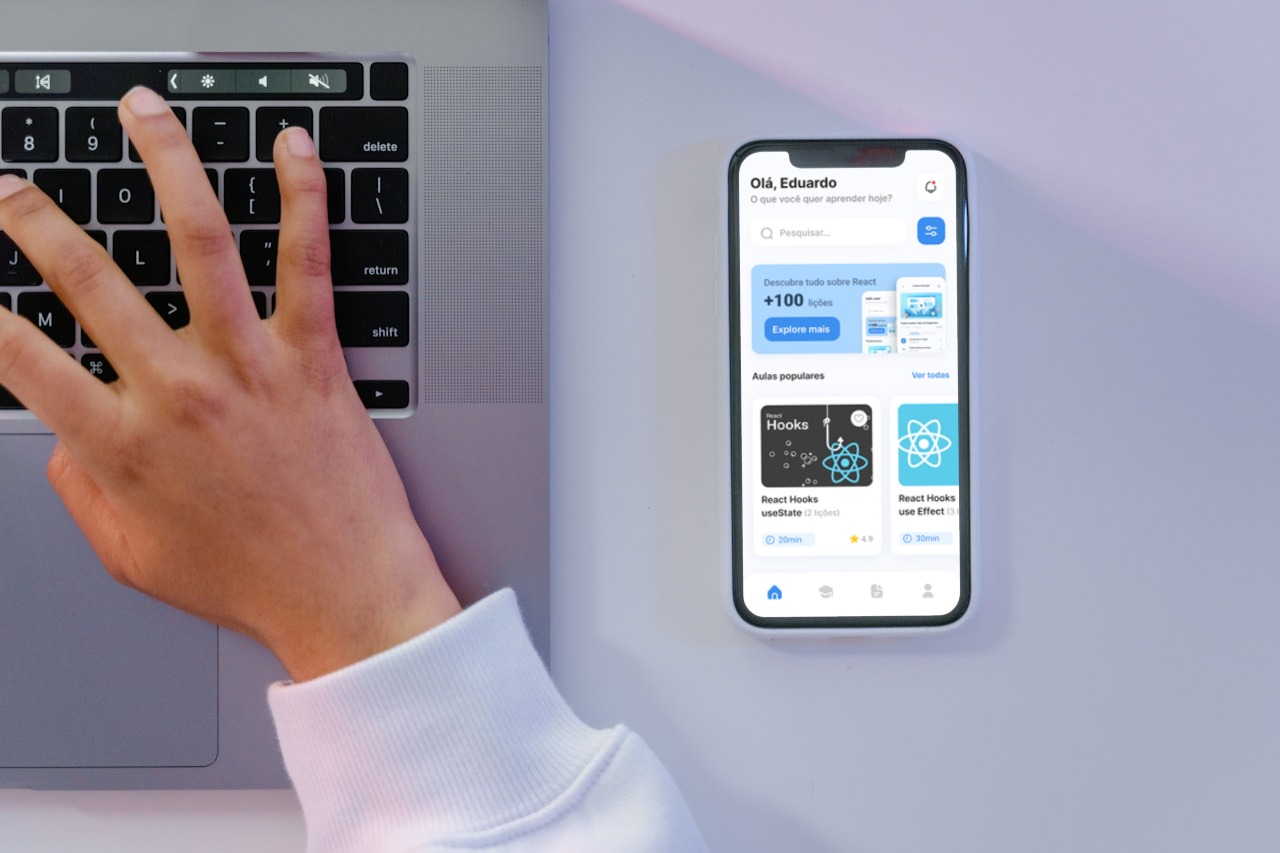 *
8
(
9
—
-
+
delete
I
O
{
[
|
\
J
L
"
'
return
M
>
shift
⌘
Olá, Eduardo
O que você quer aprender hoje?
Pesquisar...
Descubra tudo sobre React
+100 lições
Explore mais
Aulas populares
Ver todas
React
Hooks
React Hooks
useState (2 lições)
20min
4.9
React Hooks
use Effect (3
30min